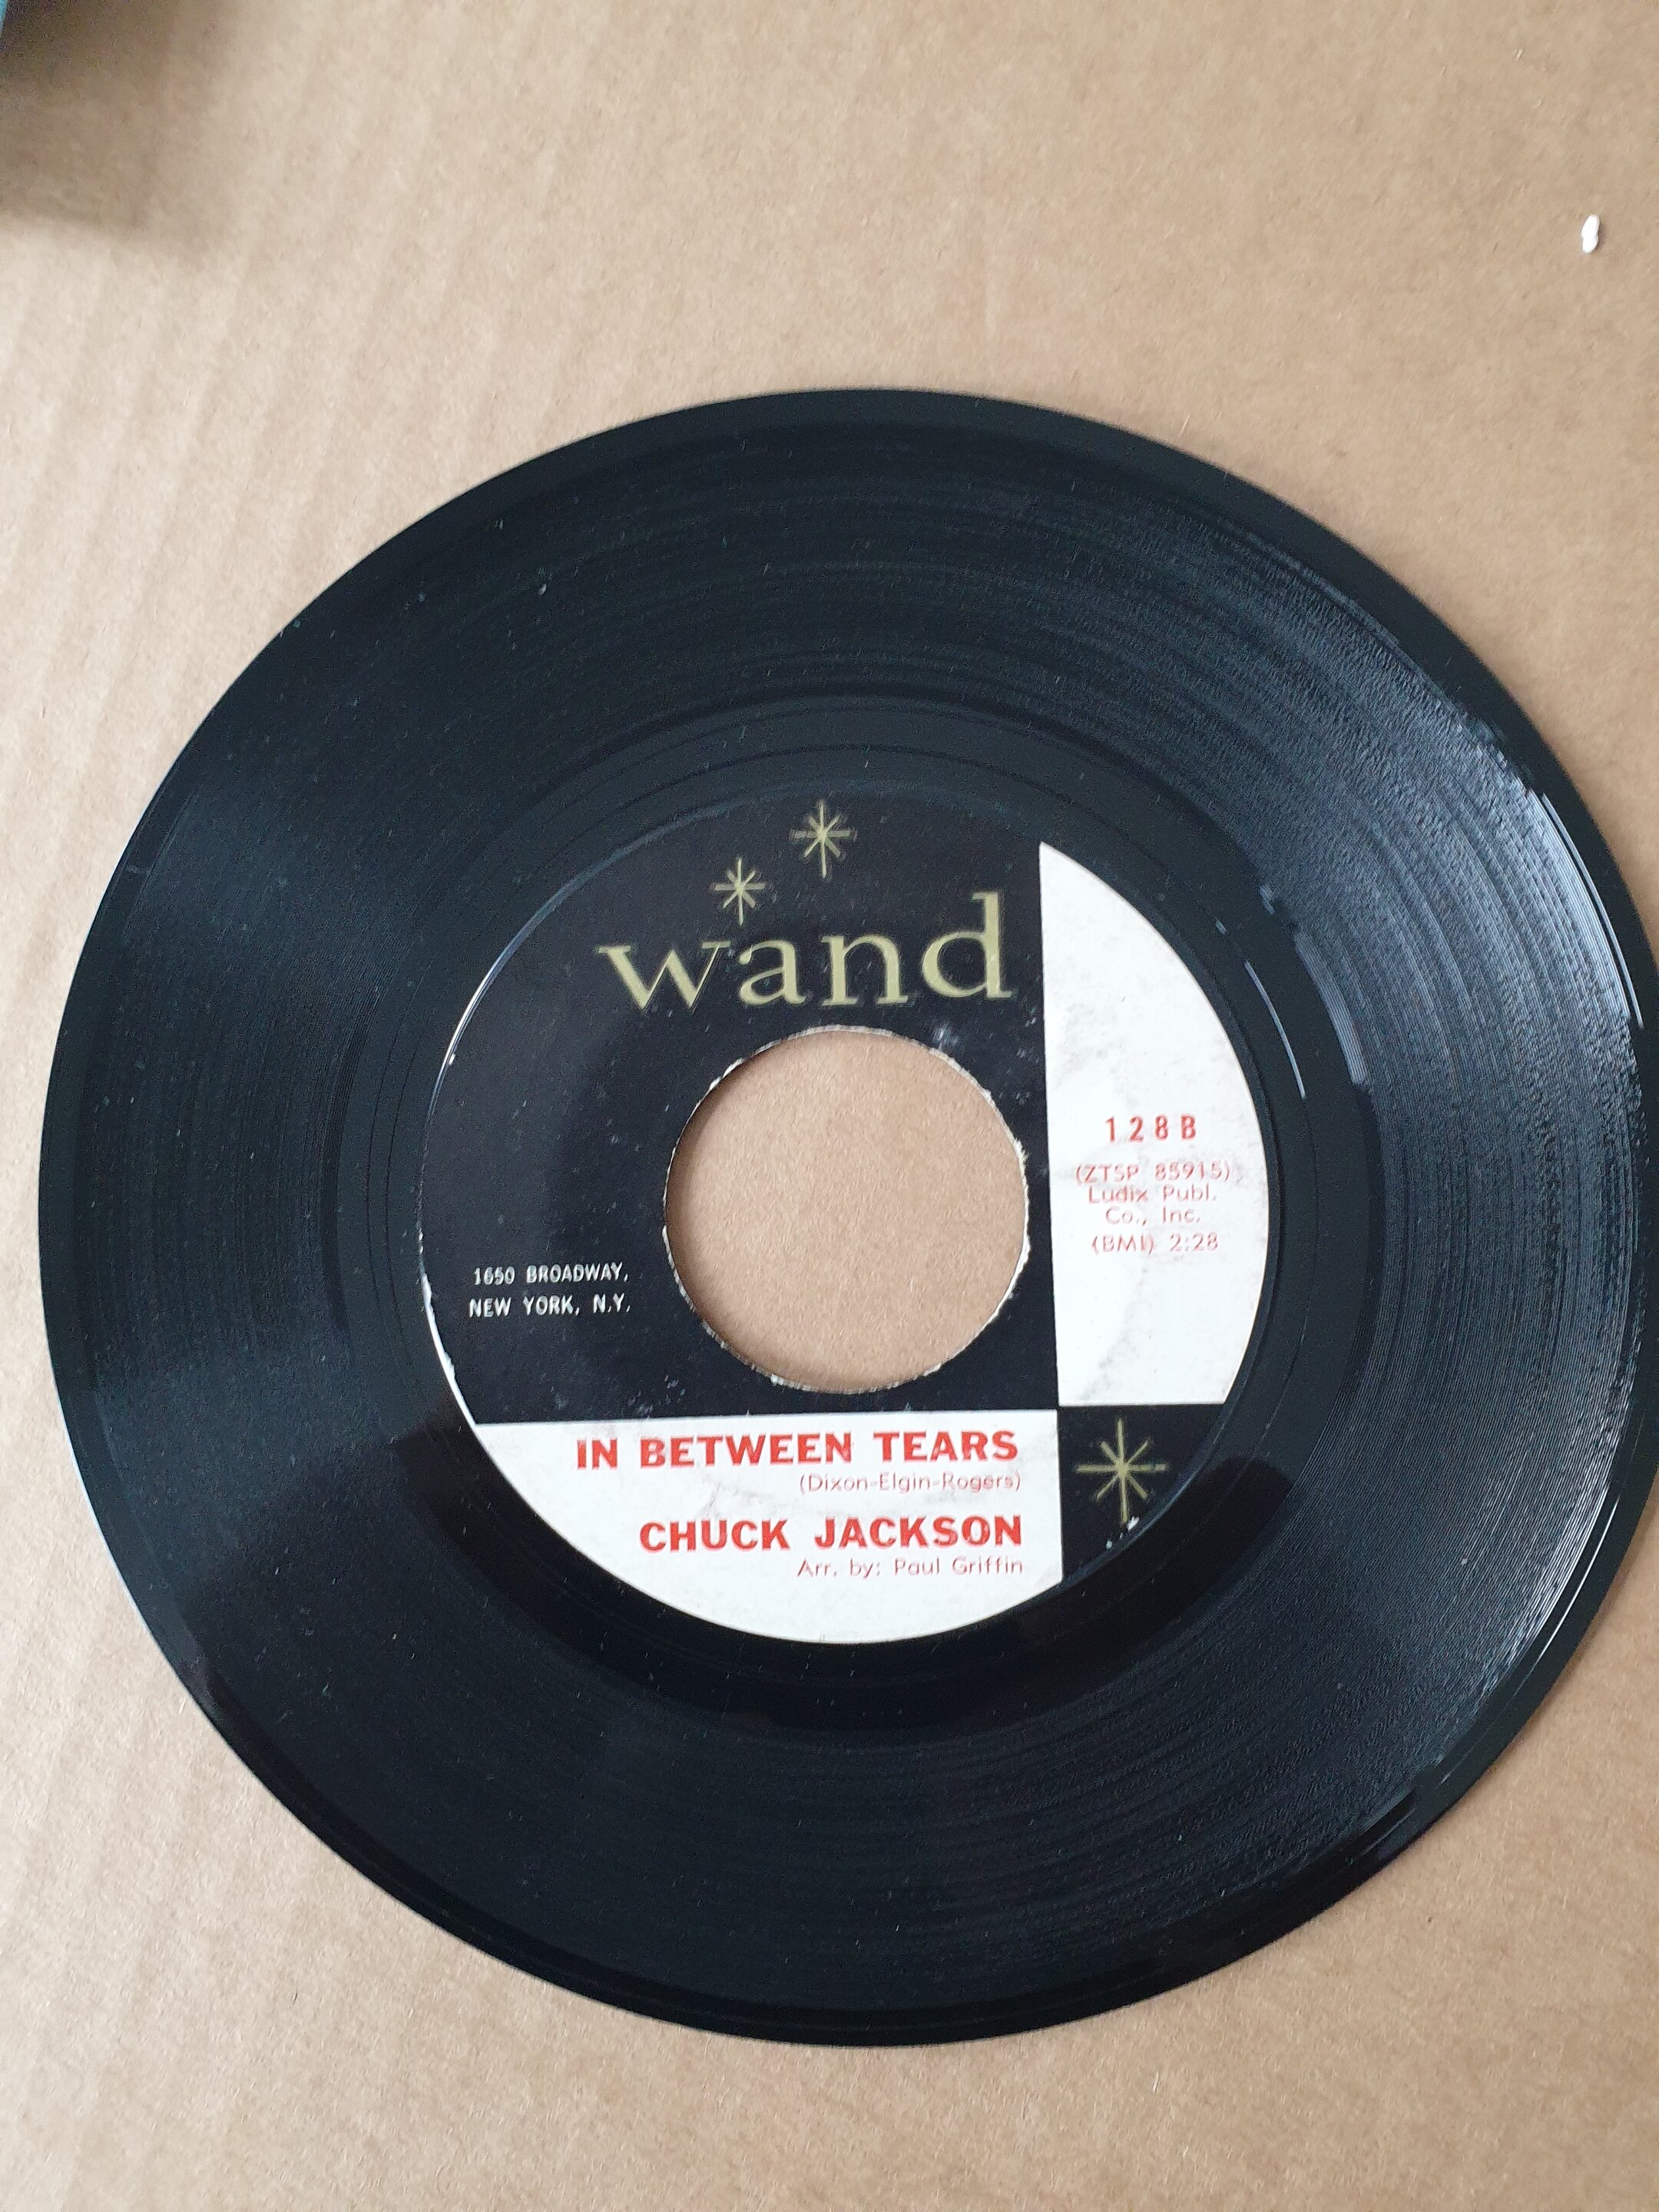 wand
128B
(ZTSP 85915)
Ludix Publ.
Co., Inc.
(BMI) 2:28
1650 BROADWAY,
NEW YORK, N.Y.
IN BETWEEN TEARS
(Dixon-Elgin-Rogers)
CHUCK JACKSON
Arr. by: Paul Griffin